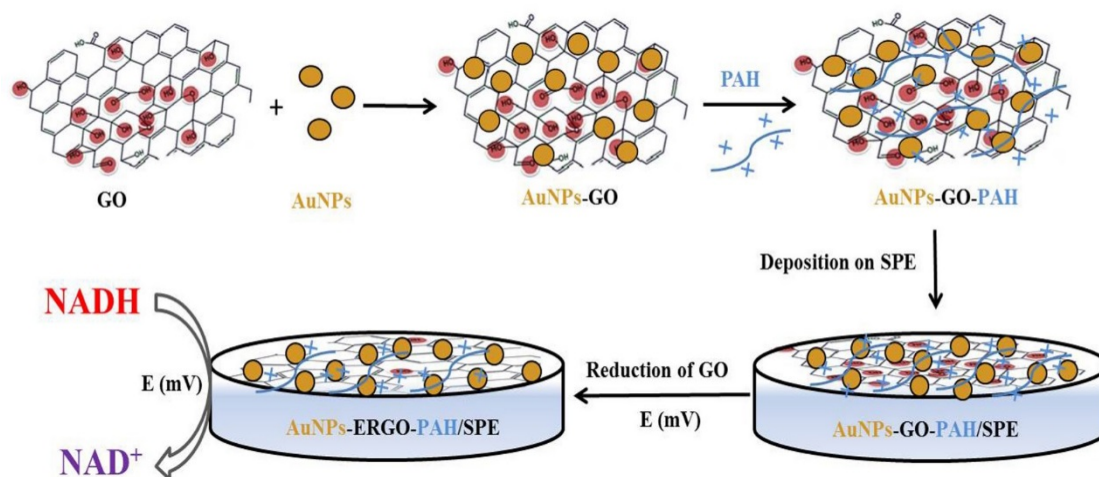 GO
+
AuNPs
AuNPs-GO
PAH
AuNPs-GO-PAH
Deposition on SPE
AuNPs-GO-PAH/SPE
Reduction of GO
E (mV)
AuNPs-ERGO-PAH/SPE
NADH
E (mV)
NAD⁺